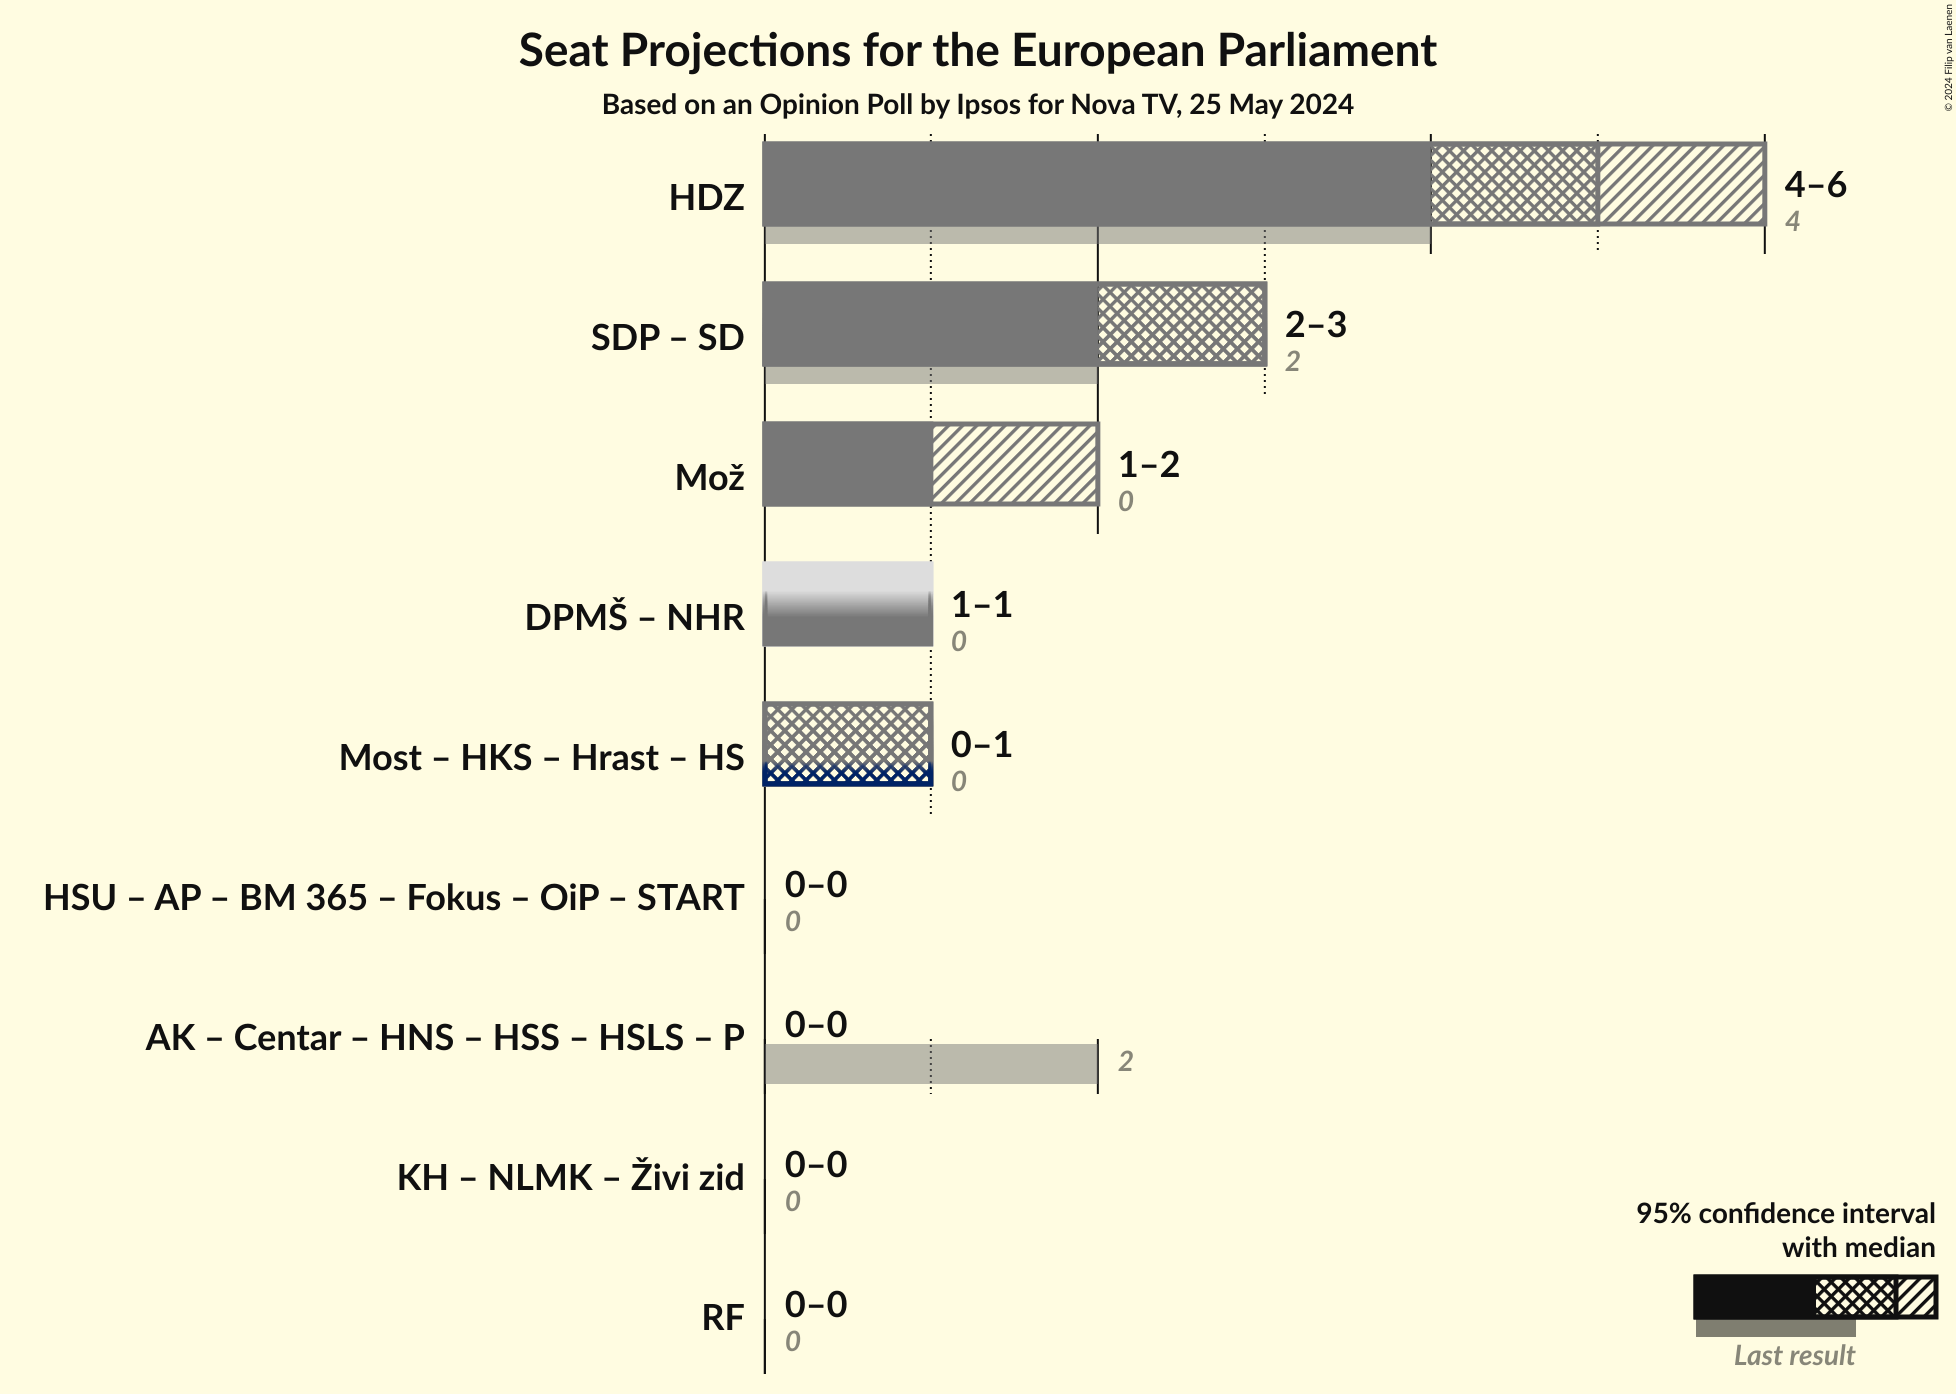 Seat Projections for the European Parliament
Based on an Opinion Poll by Ipsos for Nova TV, 25 May 2024
© 2024 Filip van Laenen
HDZ
4–6
4
SDP – SD
2–3
2
Mož
1–2
0
DPMŠ – NHR
1–1
0
Most – HKS – Hrast – HS
0–1
0
HSU – AP – BM 365 – Fokus – OiP – START
0–0
0
AK – Centar – HNS – HSS – HSLS – P
0–0
2
KH – NLMK – Živi zid
0–0
0
RF
0–0
0
95% confidence interval
with median
Last result